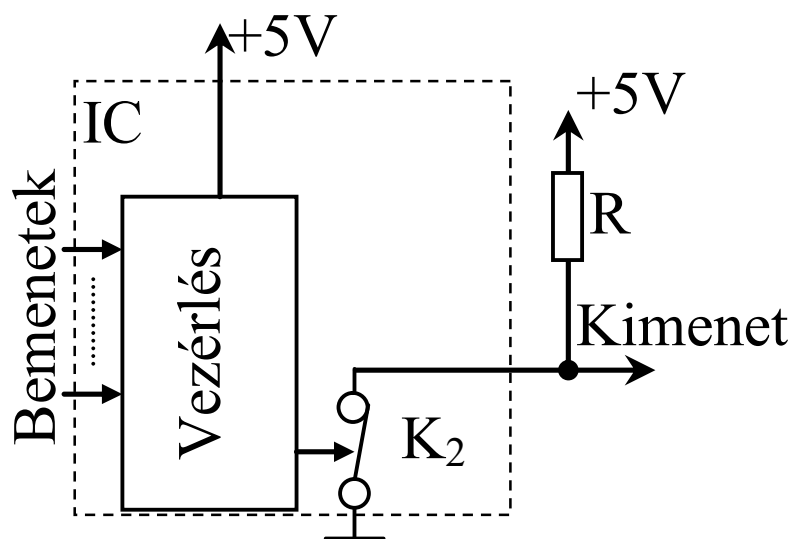 +5V
IC
+5V
R
Bemenetek
Vezérlés
Kimenet
K₂